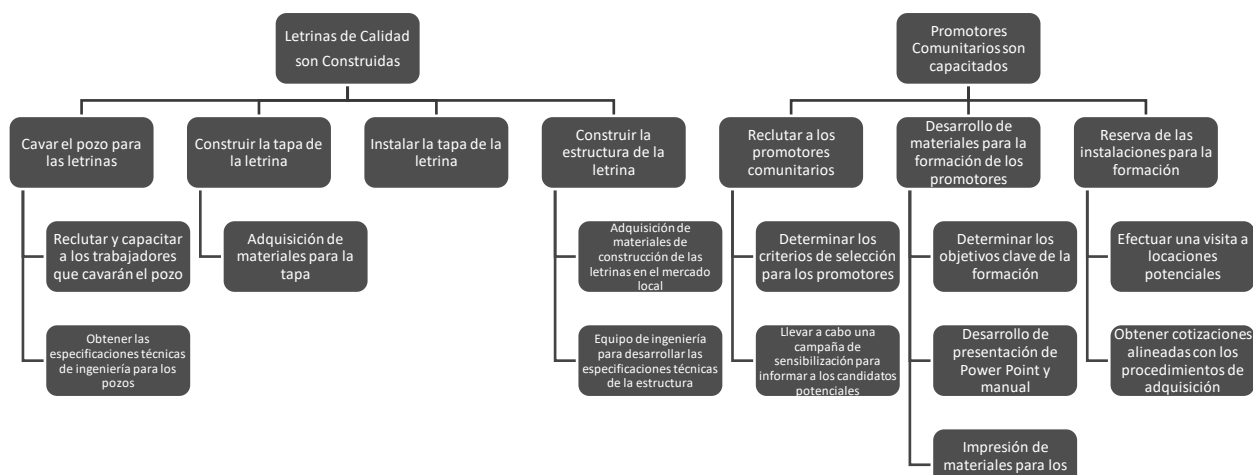 Letrinas de Calidad
son Construidas
Promotores
Comunitarios son
capacitados
Cavar el pozo para
las letrinas
Construir la tapa de
la letrina
Instalar la tapa de la
letrina
Construir la
estructura de la
letrina
Reclutar a los
promotores
comunitarios
Desarrollo de
materiales para la
formación de los
promotores
Reserva de las
instalaciones para la
formación
Reclutar y capacitar
a los trabajadores
que cavarán el pozo
Adquisición de
materiales para la
tapa
Adquisición de
materiales de
construcción de las
letrinas en el mercado
local
Determinar los
criterios de selección
para los promotores
Determinar los
objetivos clave de la
formación
Efectuar una visita a
locaciones
potenciales
Obtener las
especificaciones técnicas
de ingeniería para los
pozos
Equipo de ingeniería
para desarrollar las
especificaciones técnicas
de la estructura
Llevar a cabo una
campaña de
sensibilización para
informar a los candidatos
potenciales
Desarrollo de
presentación de
Power Point y
manual
Obtener cotizaciones
alineadas con los
procedimientos de
adquisición
Impresión de
materiales para los